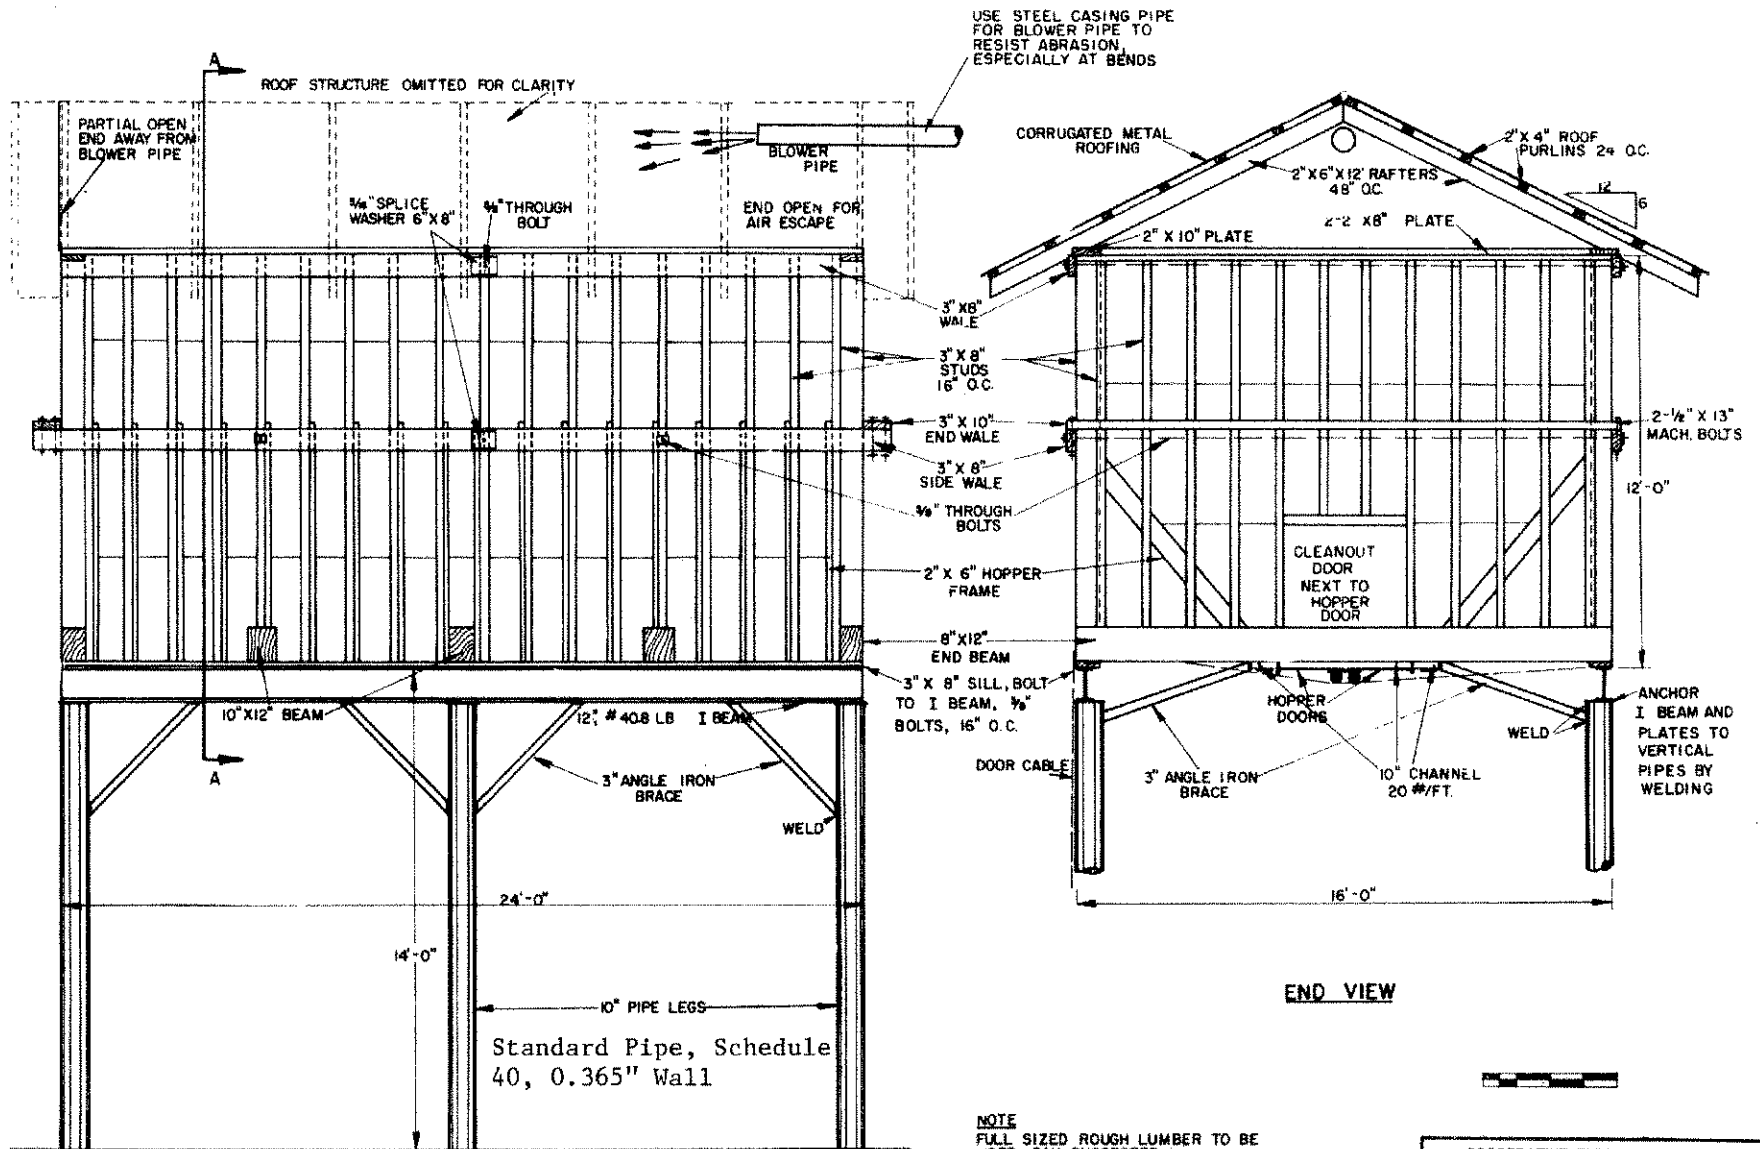 USE STEEL CASING PIPE
FOR BLOWER PIPE TO
RESIST ABRASION,
ESPECIALLY AT BENDS
A
ROOF STRUCTURE OMITTED FOR CLARITY
PARTIAL OPEN
END AWAY FROM
BLOWER PIPE
BLOWER
PIPE
SPLICE
WASHER 6"X8"
THROUGH
BOLT
END OPEN FOR
AIR ESCAPE
CORRUGATED METAL
ROOFING
2"X 4" ROOF
PURLINS 24 O.C.
2"X6"X12' RAFTERS
48" O.C.
12
6
2-2 X8" PLATE
2" X 10" PLATE
3" X8"
WALE
3" X 8"
STUDS
16" O.C.
3" X 10"
END WALE
3" X 8"
SIDE WALE
THROUGH
BOLTS
2-1/2" X 13"
MACH. BOLTS
12'-0"
2" X 6" HOPPER
FRAME
CLEANOUT
DOOR
NEXT TO
HOPPER
DOOR
8"X12"
END BEAM
3" X 8" SILL, BOLT
TO I BEAM,
BOLTS, 16" O.C.
10"X12" BEAM
12", #40.8 LB I BEAM
A
3" ANGLE IRON
BRACE
WELD
HOPPER
DOORS
WELD
ANCHOR
I BEAM AND
PLATES TO
VERTICAL
PIPES BY
WELDING
DOOR CABLE
3" ANGLE IRON
BRACE
10" CHANNEL
20 #/FT.
24'-0"
16'-0"
14'-0"
10" PIPE LEGS
Standard Pipe, Schedule
40, 0.365" Wall
END VIEW
NOTE
FULL SIZED ROUGH LUMBER TO BE